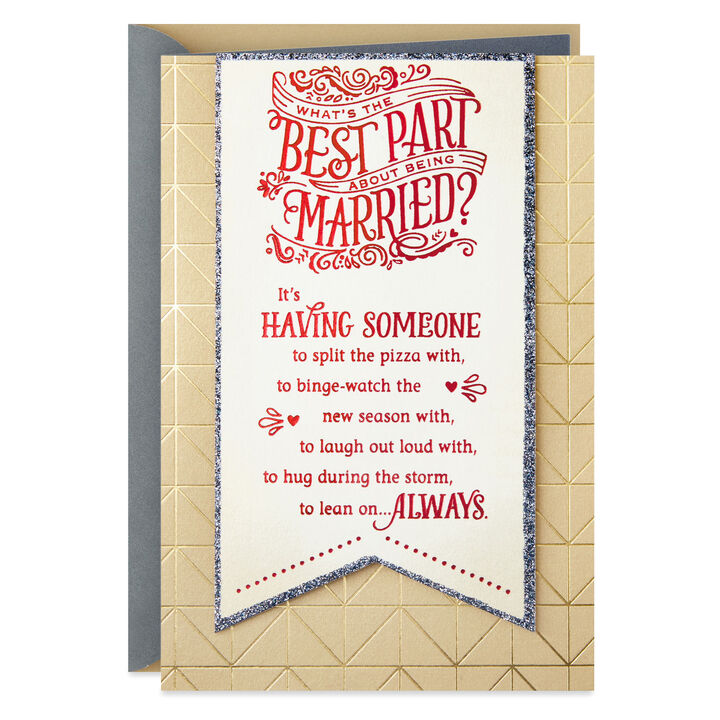 WHAT'S THE
BEST PART
ABOUT BEING
MARRIED?
It's
HAVING SOMEONE
to split the pizza with,
to binge-watch the
new season with,
to laugh out loud with,
to hug during the storm,
to lean on...ALWAYS.